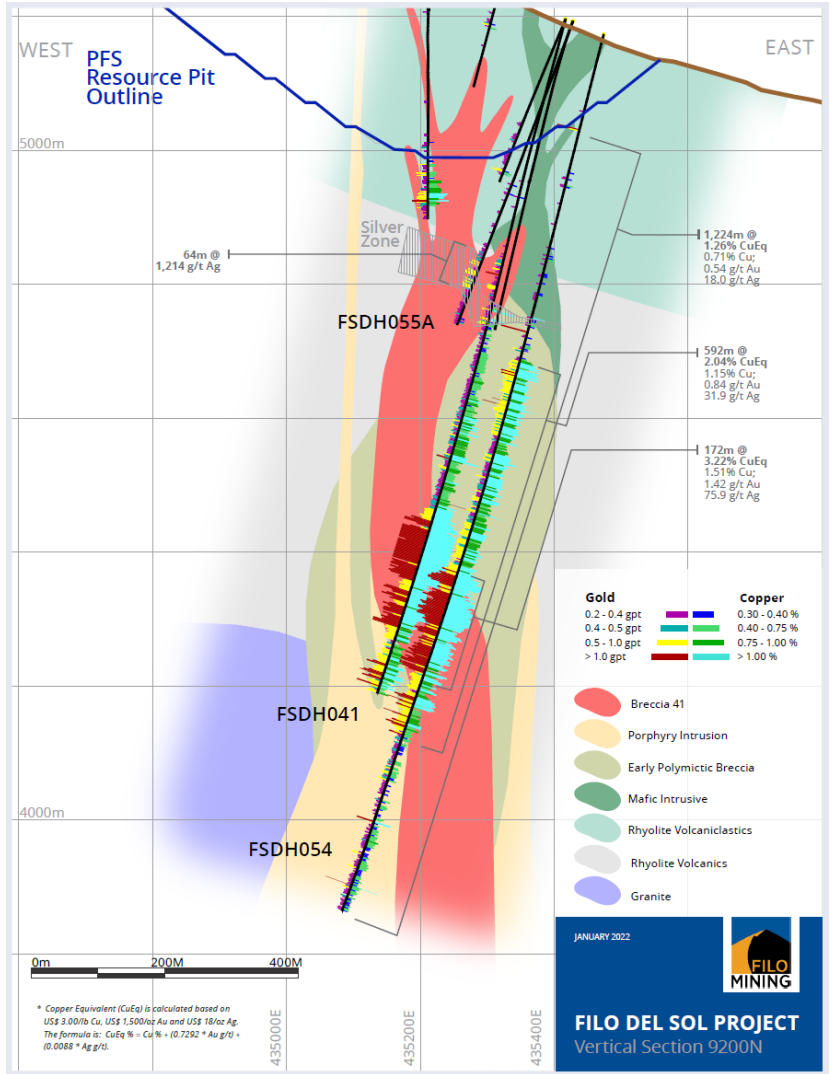 WEST
EAST
PFS
Resource Pit
Outline
5000m
Silver
Zone
64m @
1,214 g/t Ag
1,224m @
1.26% CuEq
0.71% Cu;
0.54 g/t Au
18.0 g/t Ag
FSDH055A
592m @
2.04% CuEq
1.15% Cu;
0.84 g/t Au
31.9 g/t Ag
172m @
3.22% CuEq
1.51% Cu;
1.42 g/t Au
75.9 g/t Ag
Gold Copper
0.2 - 0.4 gpt 0.30 - 0.40 %
0.4 - 0.5 gpt 0.40 - 0.75 %
0.5 - 1.0 gpt 0.75 - 1.00 %
> 1.0 gpt > 1.00 %
FSDH041
Breccia 41
Porphyry Intrusion
Early Polymictic Breccia
Mafic Intrusive
Rhyolite Volcaniclastics
Rhyolite Volcanics
Granite
4000m
FSDH054
0m 200M 400M
* Copper Equivalent (CuEq) is calculated based on
US$ 3.00/lb Cu, US$ 1,500/oz Au and US$ 18/oz Ag.
The formula is: CuEq % = Cu % + (0.7292 * Au g/t) +
(0.0088 * Ag g/t).
435000E
435200E
435400E
JANUARY 2022
FILO
MINING
FILO DEL SOL PROJECT
Vertical Section 9200N